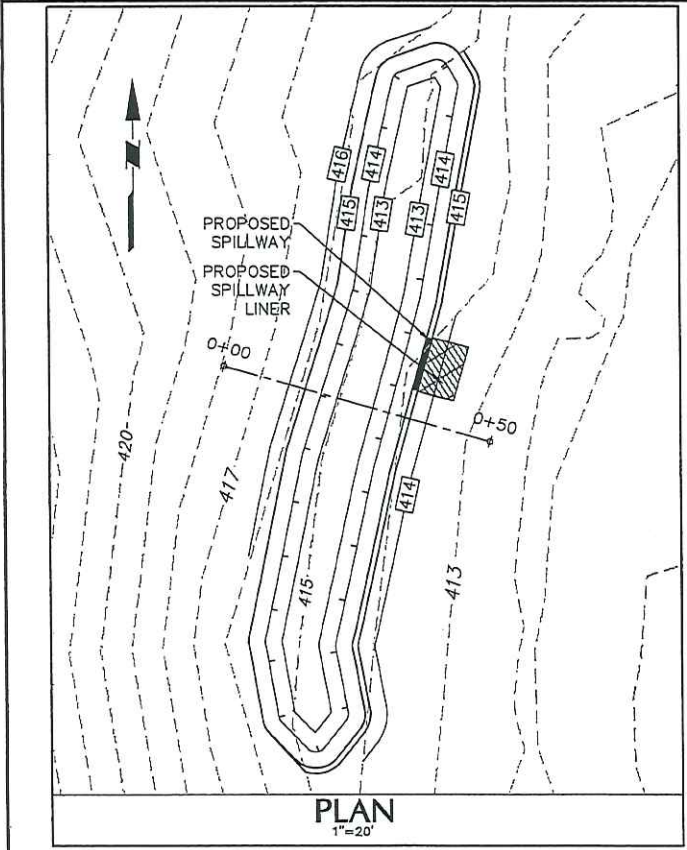 N
416
414
414
415
413
413
415
PROPOSED
SPILLWAY
PROPOSED
SPILLWAY
LINER
0+00
0+50
420
417
414
415
413
PLAN
1"=20'